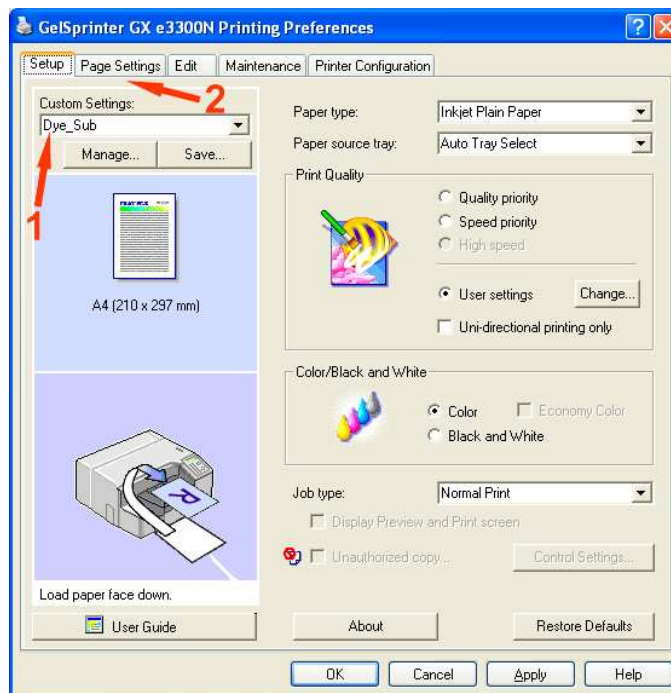 GelSprinter GX e3300N Printing Preferences
Setup Page Settings Edit Maintenance Printer Configuration
2
Custom Settings:
Dye_Sub
Manage... Save...
1
A4 (210 x 297 mm)
Load paper face down.
User Guide
Paper type: Inkjet Plain Paper
Paper source tray: Auto Tray Select
Print Quality
Quality priority
Speed priority
High speed
User settings Change...
Uni-directional printing only
Color/Black and White
Color Economy Color
Black and White
Job type: Normal Print
Display Preview and Print screen
Unauthorized copy... Control Settings...
About Restore Defaults
OK Cancel Apply Help